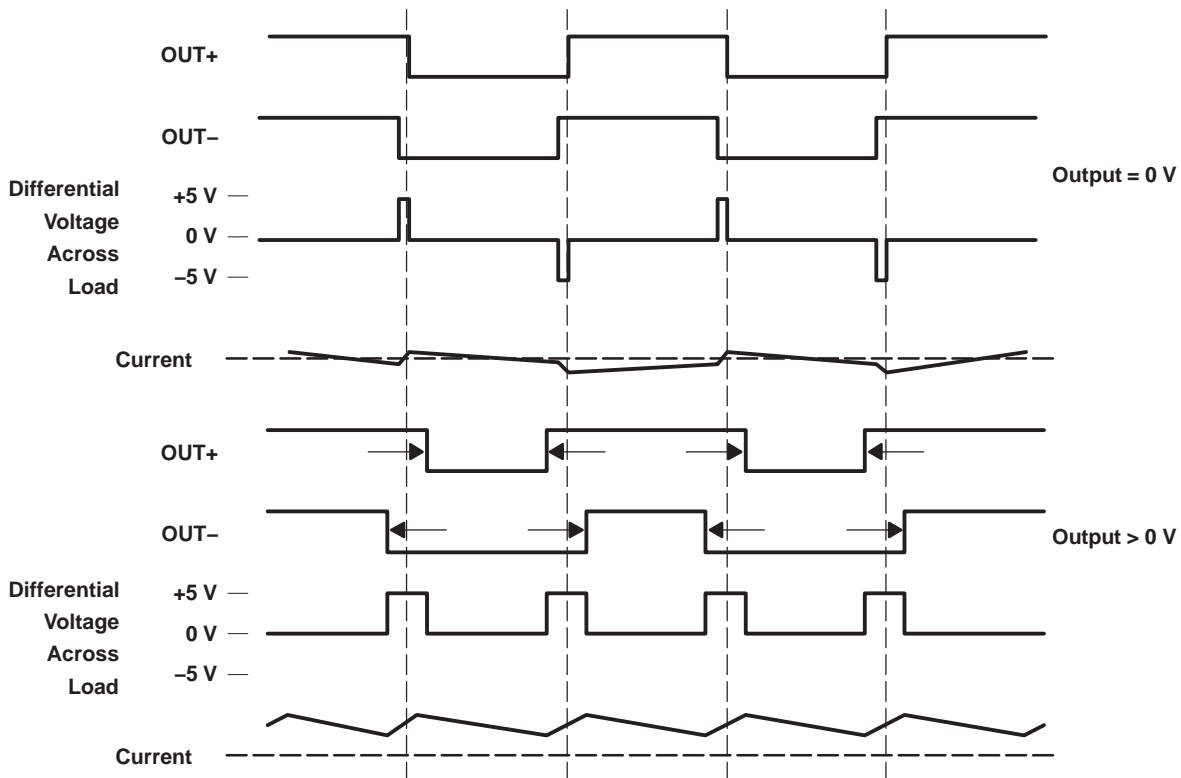 OUT+
OUT–
Output = 0 V
Differential
Voltage
Across
Load
+5 V
0 V
–5 V
Current
OUT+
OUT–
Output > 0 V
Differential
Voltage
Across
Load
+5 V
0 V
–5 V
Current